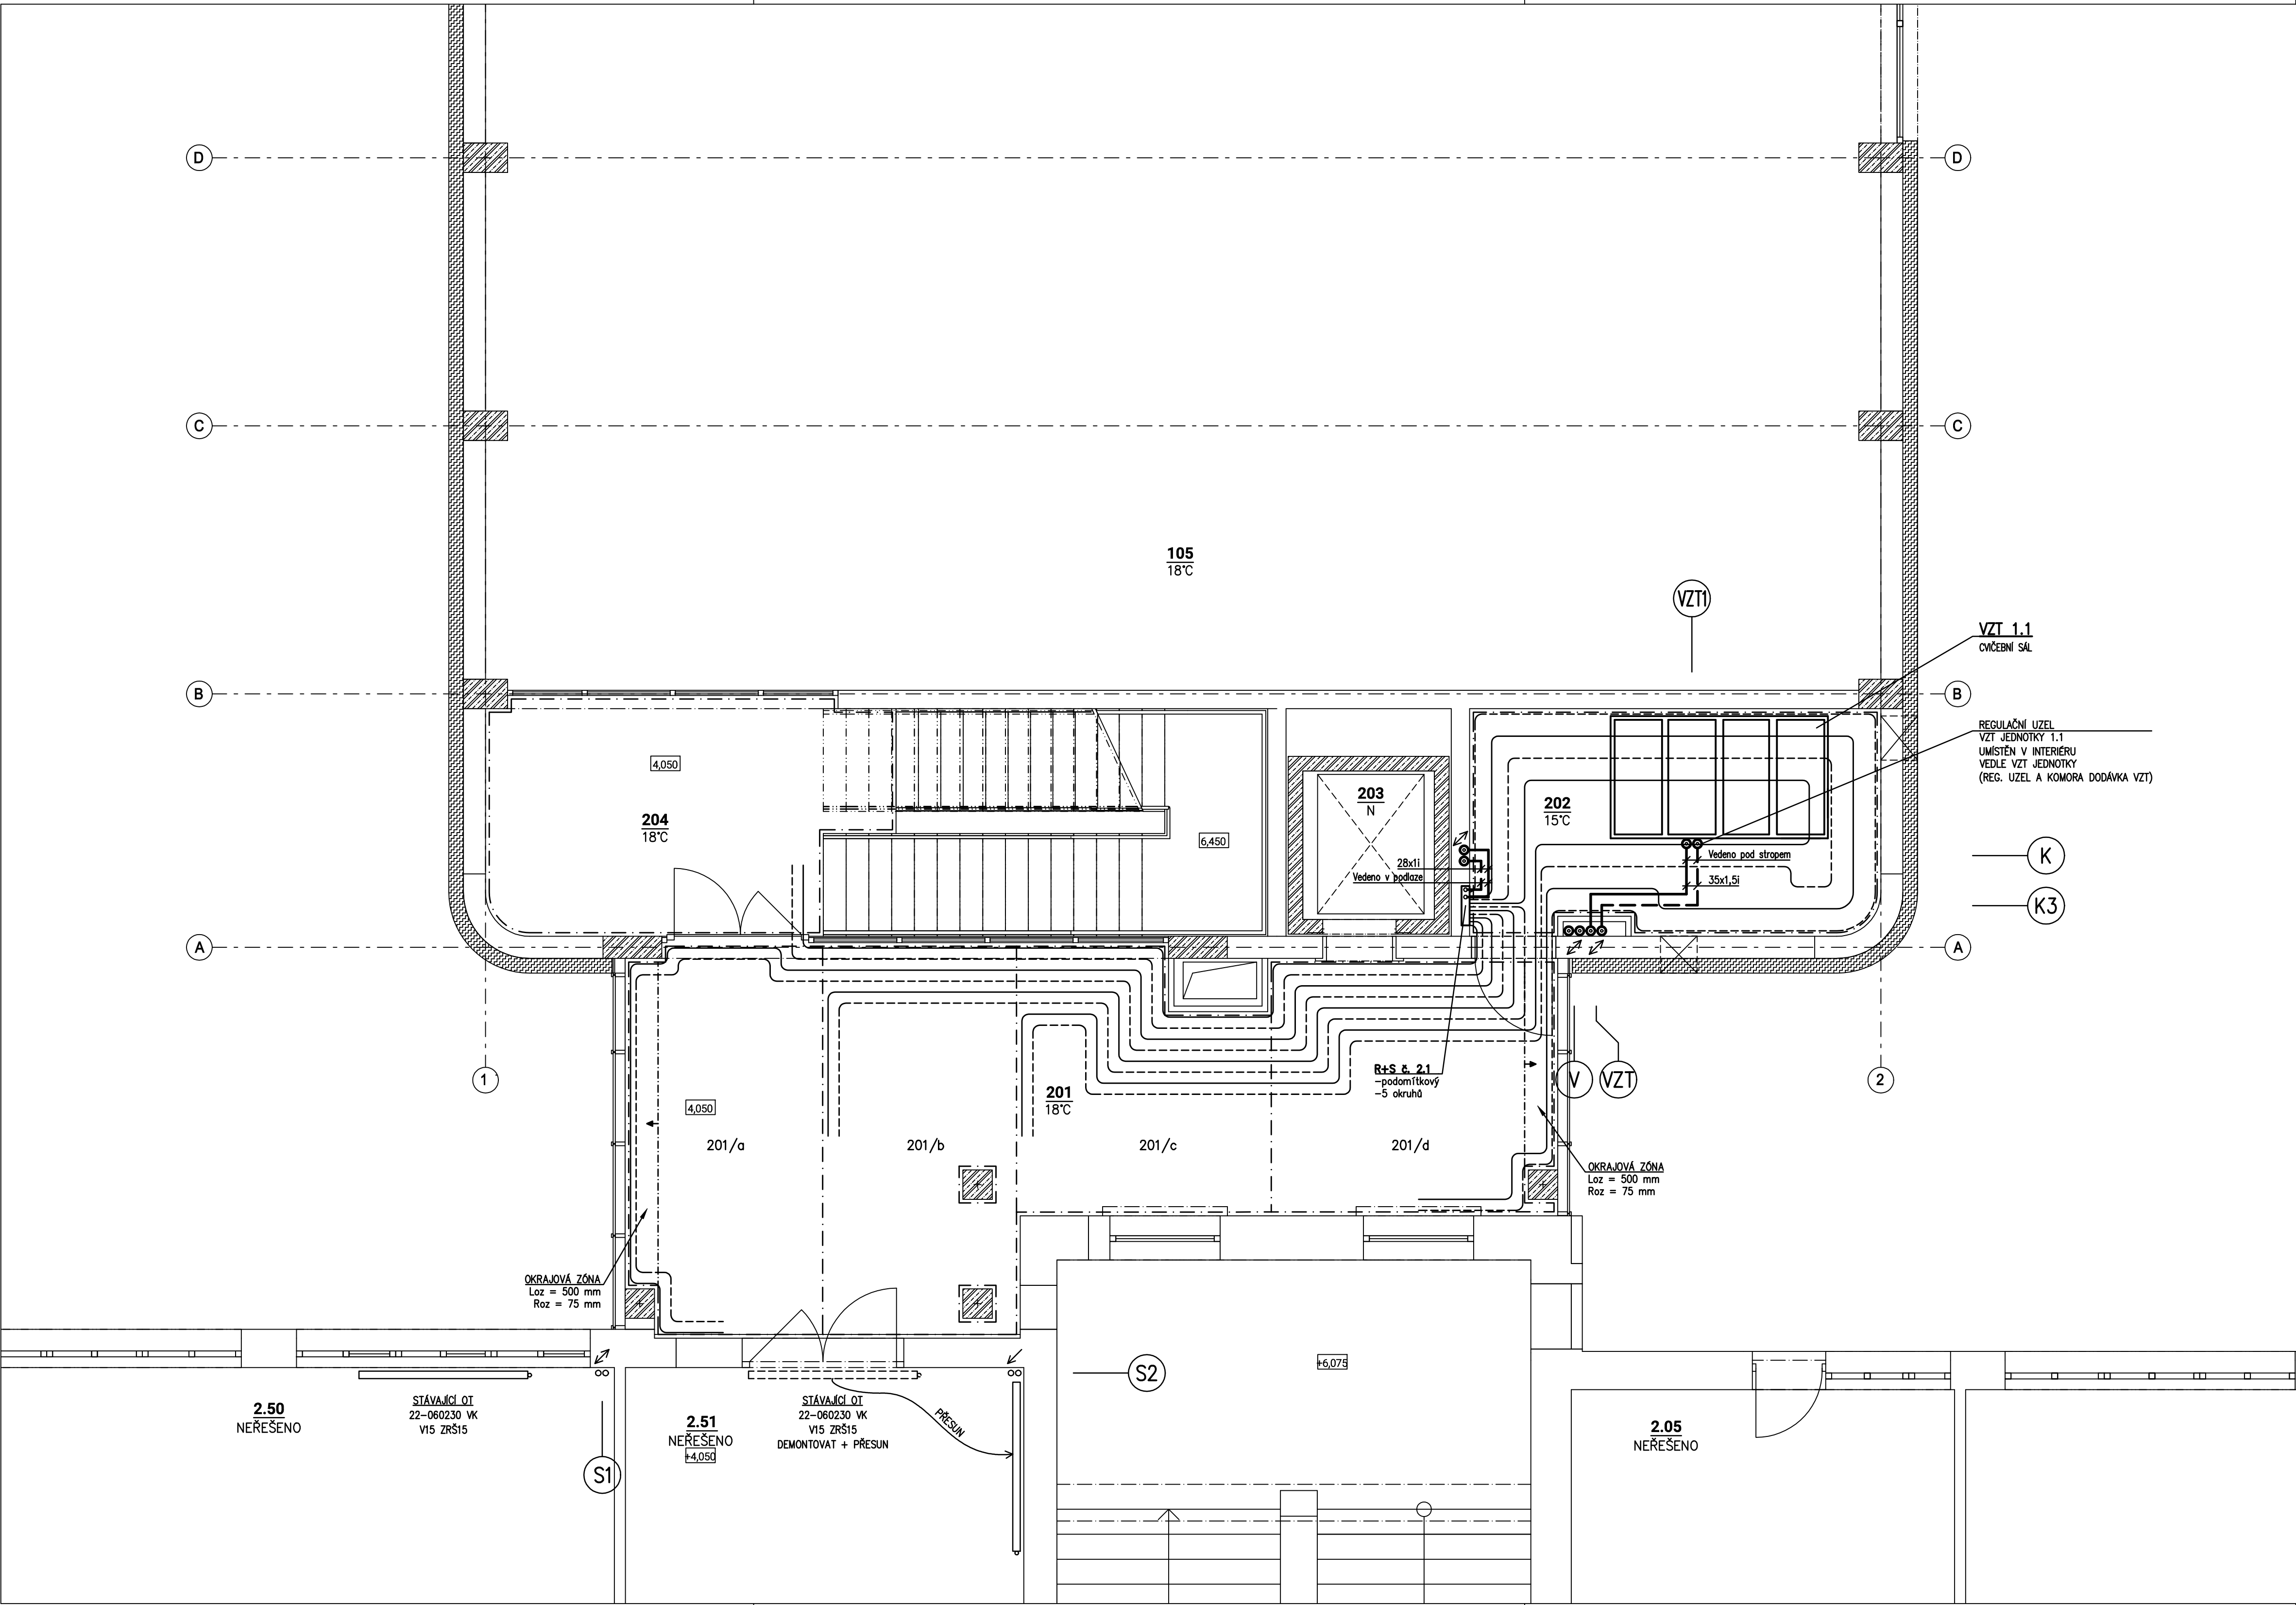 D
D
C
C
105
18°C
VZT1
VZT 1.1
CVIČEBNÍ SÁL
B
B
REGULAČNÍ UZEL
VZT JEDNOTKY 1.1
UMÍSTĚN V INTERIÉRU
VEDLE VZT JEDNOTKY
(REG. UZEL A KOMORA DODÁVKA VZT)
4,050
204
18°C
6,450
203
N
202
15°C
28x1i
Vedeno v podlaze
Vedeno pod stropem
35x1,5i
K
K3
A
A
1
2
R+S č. 2.1
-podomítkový
-5 okruhů
V
VZT
201
18°C
4,050
201/a
201/b
201/c
201/d
OKRAJOVÁ ZÓNA
Loz = 500 mm
Roz = 75 mm
OKRAJOVÁ ZÓNA
Loz = 500 mm
Roz = 75 mm
S2
+6,075
2.50
NEŘEŠENO
STÁVAJÍCÍ OT
22-060230 VK
V15 ZRŠ15
S1
2.51
NEŘEŠENO
+4,050
STÁVAJÍCÍ OT
22-060230 VK
V15 ZRŠ15
DEMONTOVAT + PŘESUN
PŘESUN
2.05
NEŘEŠENO